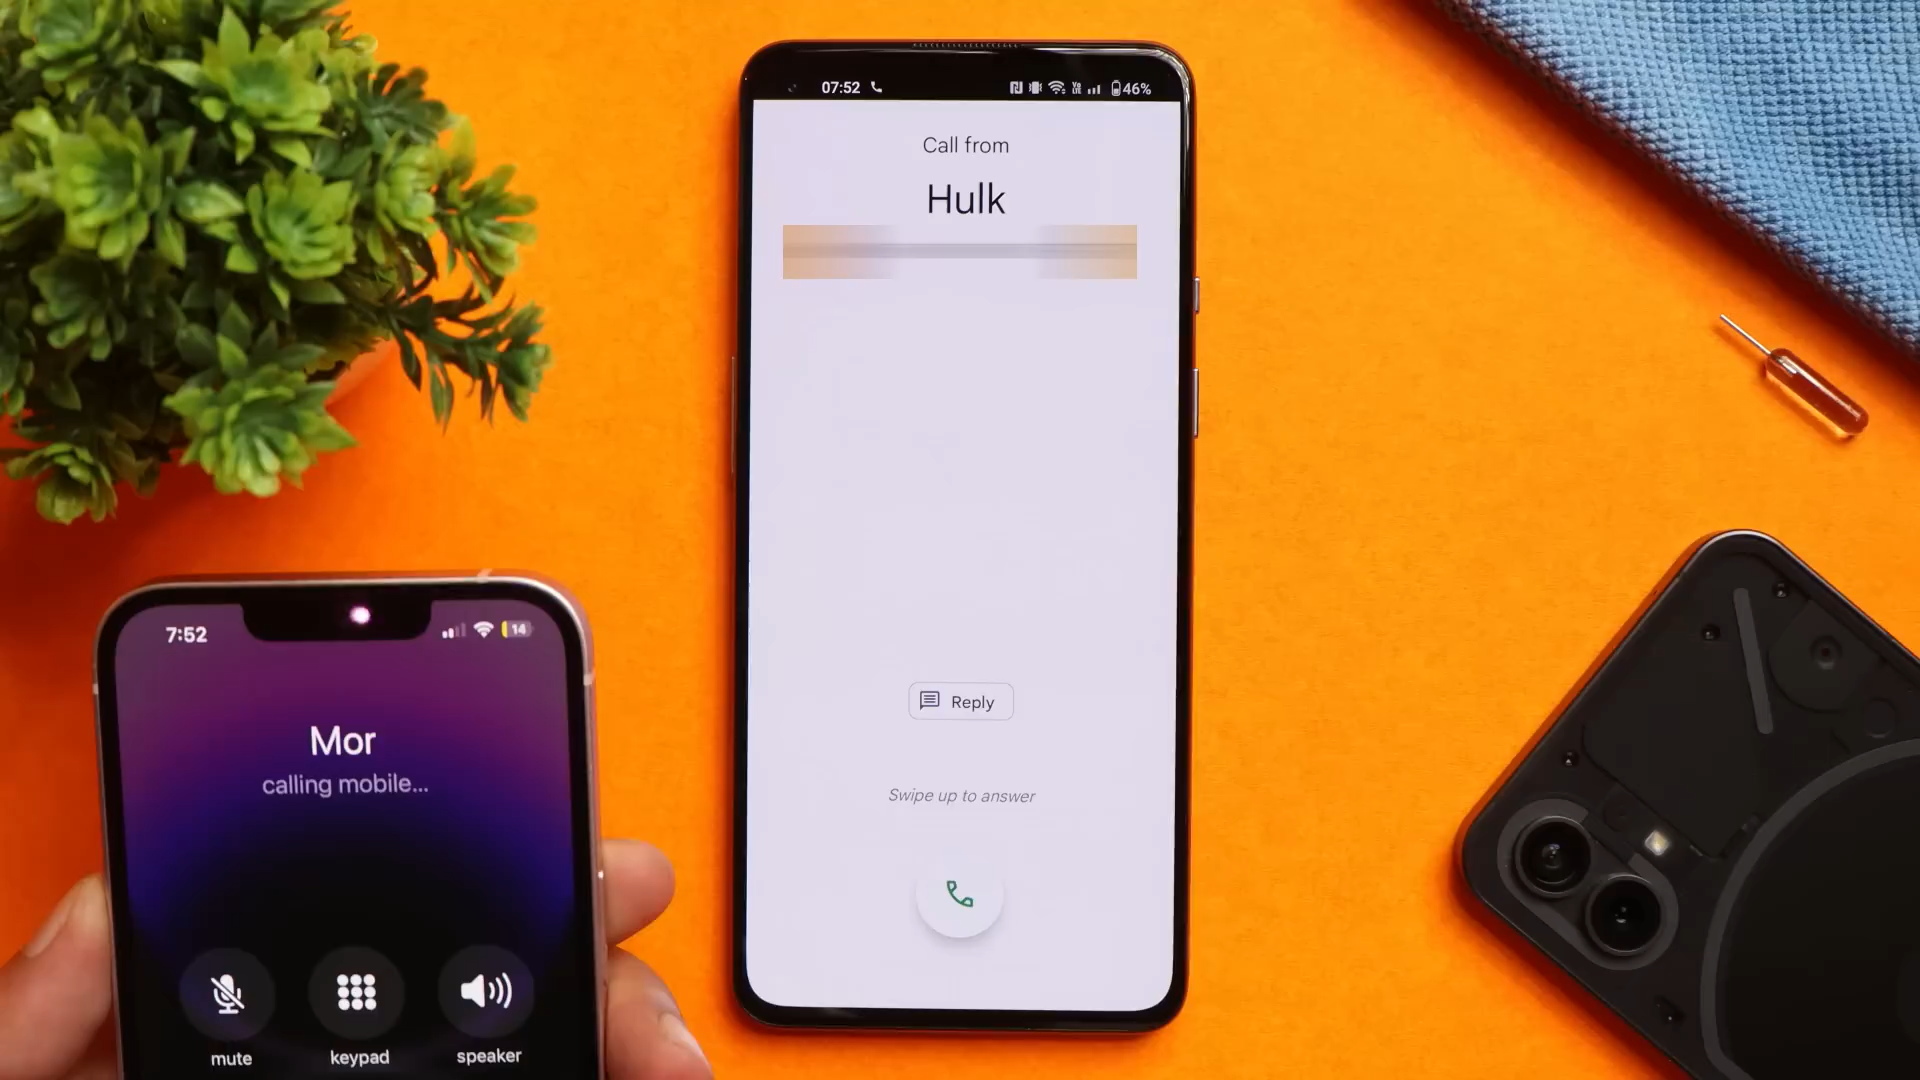 07:52
46%
Call from
Hulk
Reply
Swipe up to answer
7:52
14
Mor
calling mobile...
mute
keypad
speaker